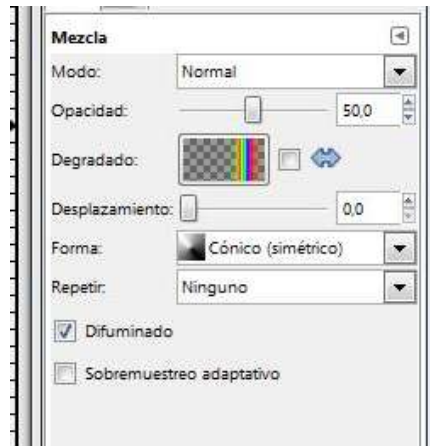 Mezcla
Modo: Normal
Opacidad: 50,0
Degradado:
Desplazamiento: 0,0
Forma: Cónico (simétrico)
Repetir: Ninguno
Difuminado
Sobremuestreo adaptativo